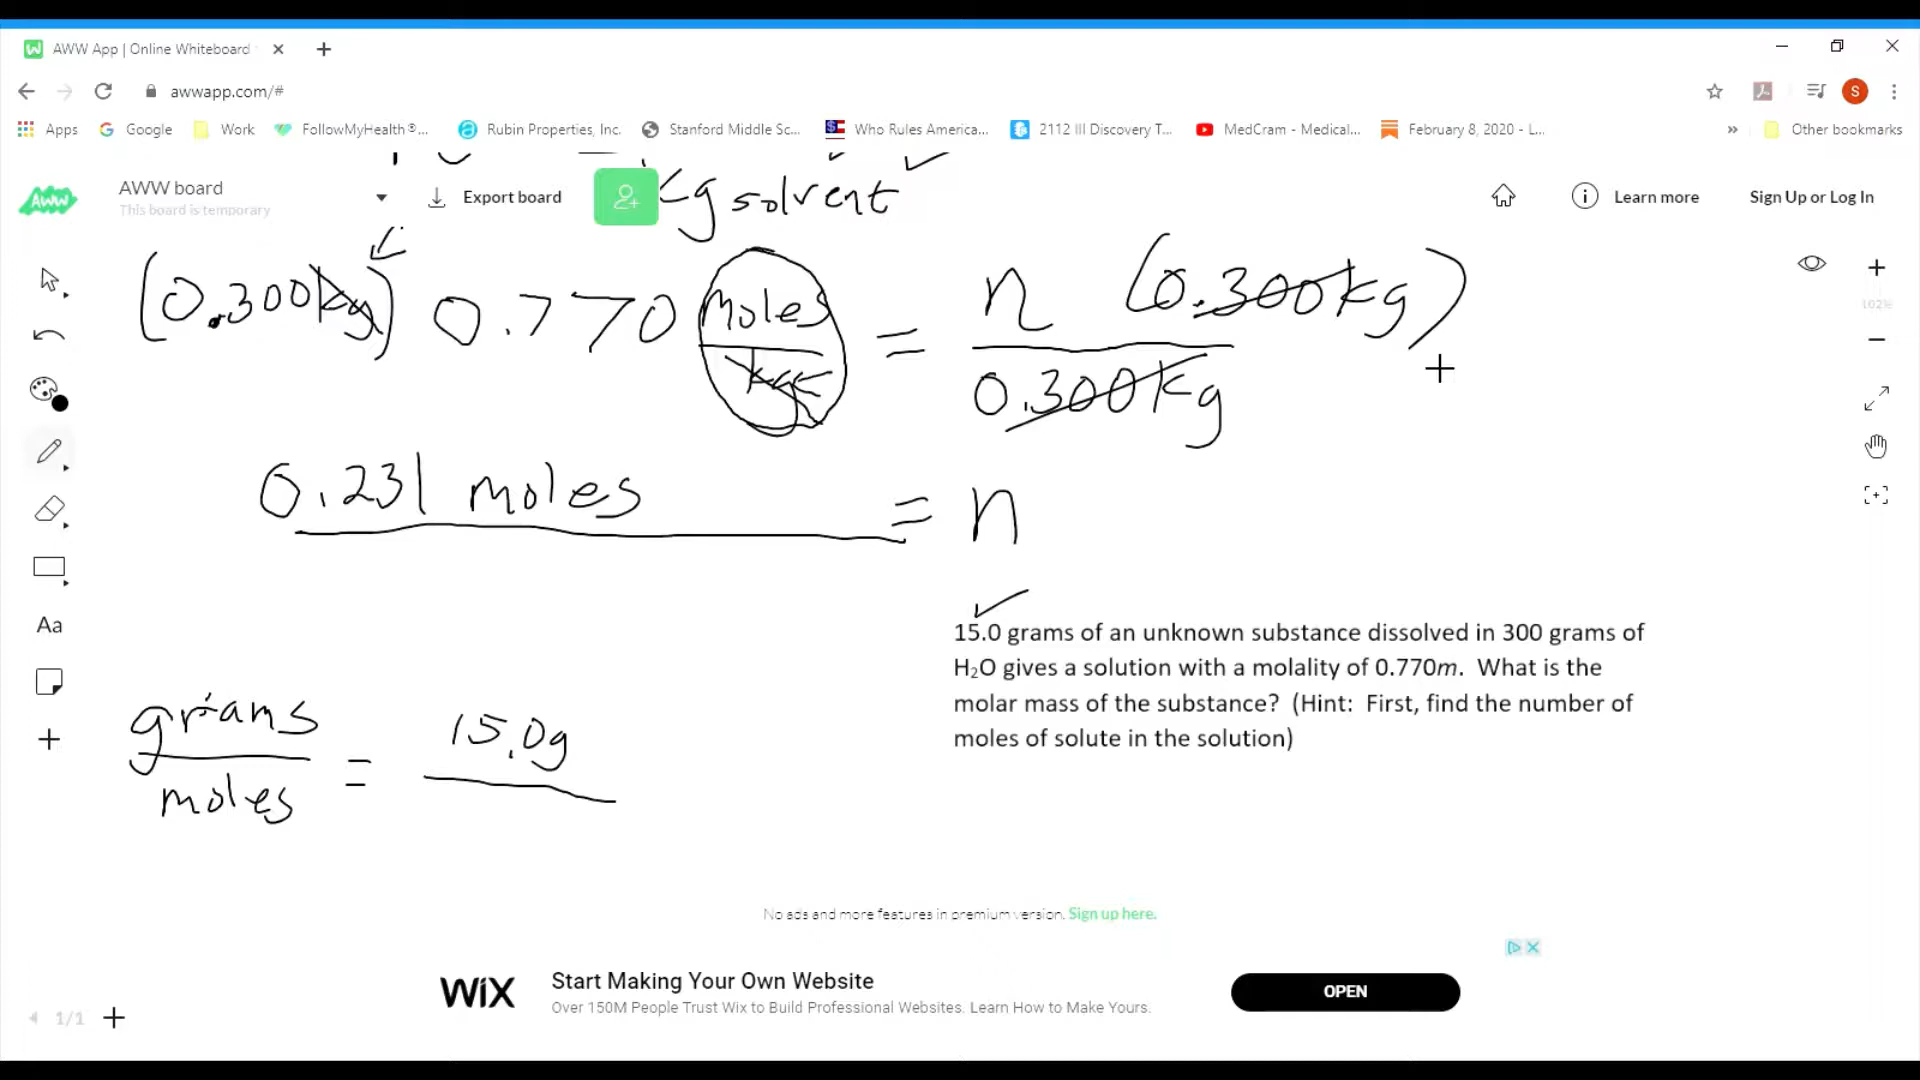 AWW App | Online Whiteboard
awwapp.com/#
Apps Google Work FollowMyHealth®... Rubin Properties, Inc. Stanford Middle Sc... Who Rules America... 2112 III Discovery T... MedCram - Medical... February 8, 2020 - L... » Other bookmarks
AWW
AWW board
This board is temporary
Export board
kg solvent
Learn more
Sign Up or Log In
S
(0.300kg) 0.770 moles/kg = n/0.300kg (0.300kg)
102%
0.231 moles = n
15.0 grams of an unknown substance dissolved in 300 grams of
H₂O gives a solution with a molality of 0.770m. What is the
molar mass of the substance? (Hint: First, find the number of
moles of solute in the solution)
Aa
grams/moles = 15.0g
No ads and more features in premium version. Sign up here.
WIX
Start Making Your Own Website
Over 150M People Trust Wix to Build Professional Websites. Learn How to Make Yours.
OPEN
1/1